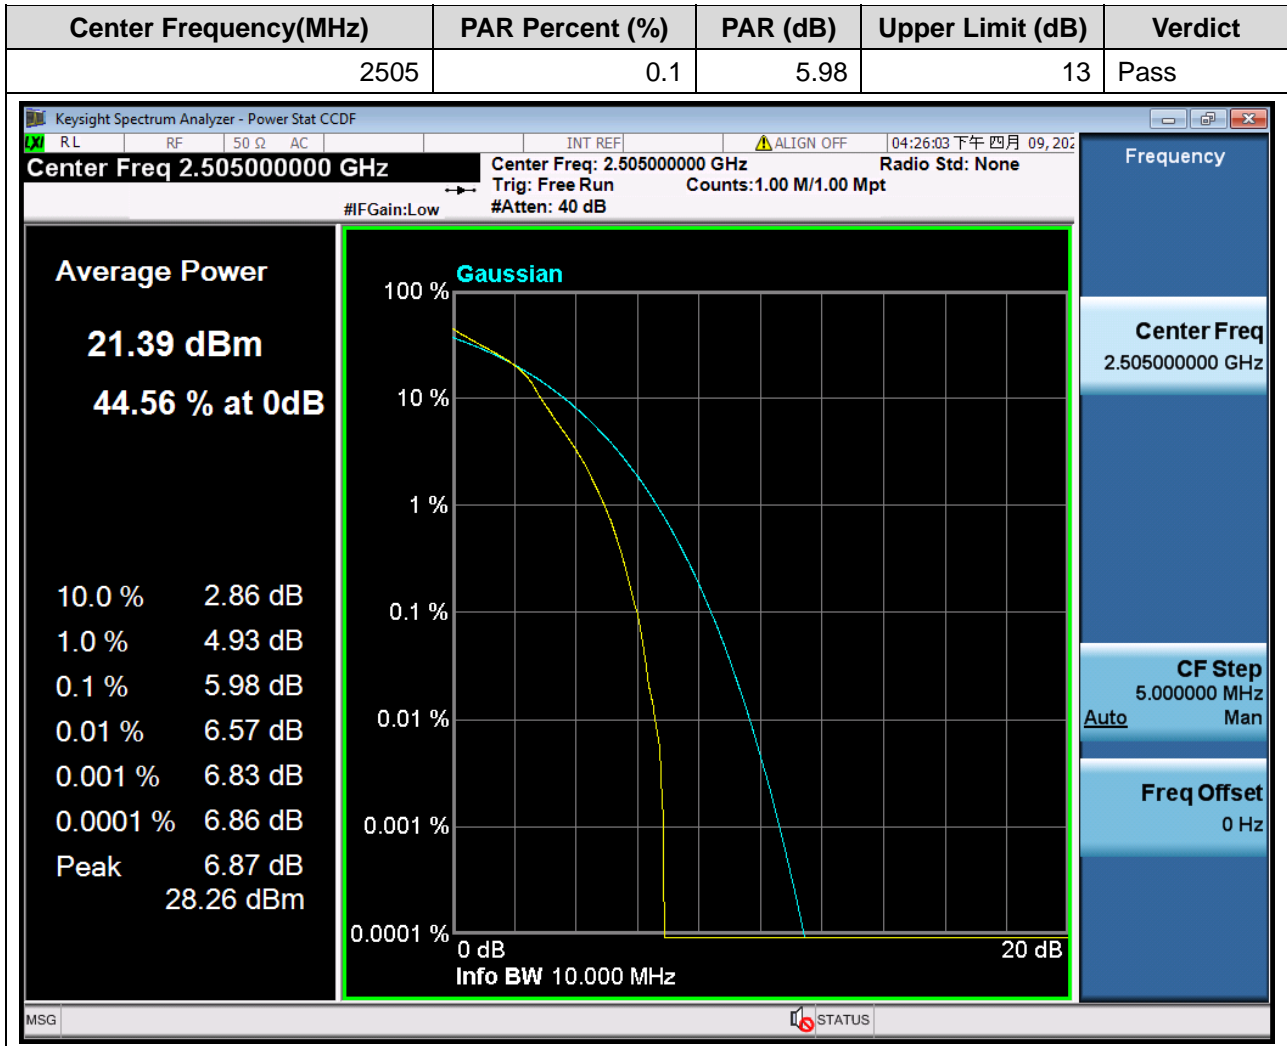 Center Frequency(MHz) PAR Percent (%) PAR (dB) Upper Limit (dB) Verdict
2505 0.1 5.98 13 Pass
Keysight Spectrum Analyzer - Power Stat CCDF
LXI RL RF 50 Ω AC INT REF ALIGN OFF 04:26:03 下午 四月 09, 202
Center Freq 2.505000000 GHz
Center Freq: 2.505000000 GHz Radio Std: None
Trig: Free Run Counts:1.00 M/1.00 Mpt
#IFGain:Low #Atten: 40 dB
Average Power
21.39 dBm
44.56 % at 0dB
10.0 % 2.86 dB
1.0 % 4.93 dB
0.1 % 5.98 dB
0.01 % 6.57 dB
0.001 % 6.83 dB
0.0001 % 6.86 dB
Peak 6.87 dB
28.26 dBm
Gaussian
100 %
10 %
1 %
0.1 %
0.01 %
0.001 %
0.0001 %
0 dB 20 dB
Info BW 10.000 MHz
Frequency
Center Freq
2.505000000 GHz
CF Step
5.000000 MHz
Auto Man
Freq Offset
0 Hz
MSG STATUS